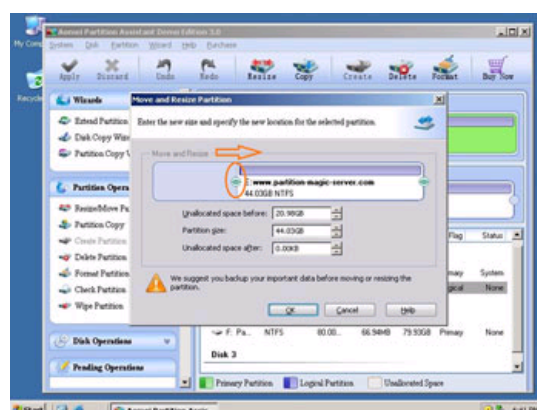 Aomei Partition Assistant Server Edition 3.0
My Comp
System Disk Partition Wizard Help Purchase
Apply Discard Undo Redo Resize Copy Create Delete Format Buy Now
Recycle
Wizards
Extend Partition
Disk Copy Wiz
Partition Copy
Move and Resize Partition
Enter the new size and specify the new location for the selected partition.
Move and Resize
www.partition-magic-server.com
44.03GB NTFS
Unallocated space before: 20.98GB
Partition size: 44.03GB
Unallocated space after: 0.00KB
We suggest you backup your important data before moving or resizing the
partition.
OK Cancel Help
Partition Opera
Resize/Move Pa
Partition Copy
Create Partition
Delete Partition
Format Partition
Check Partition
Wipe Partition
Flag Status
System
None
F: Pa.. NTFS 80.00.. 66.94MB 79.93GB Primary None
Disk 3
Disk Operations
Pending Operations
Primary Partition Logical Partition Unallocated Space
Start